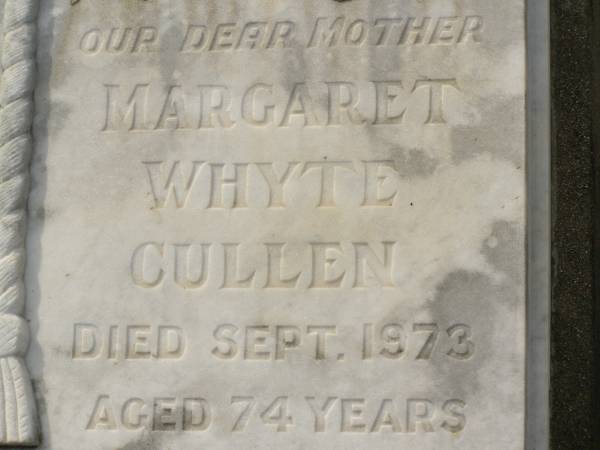 OUR DEAR MOTHER
MARGARET
WHYTE
CULLEN
DIED SEPT. 1973
AGED 74 YEARS